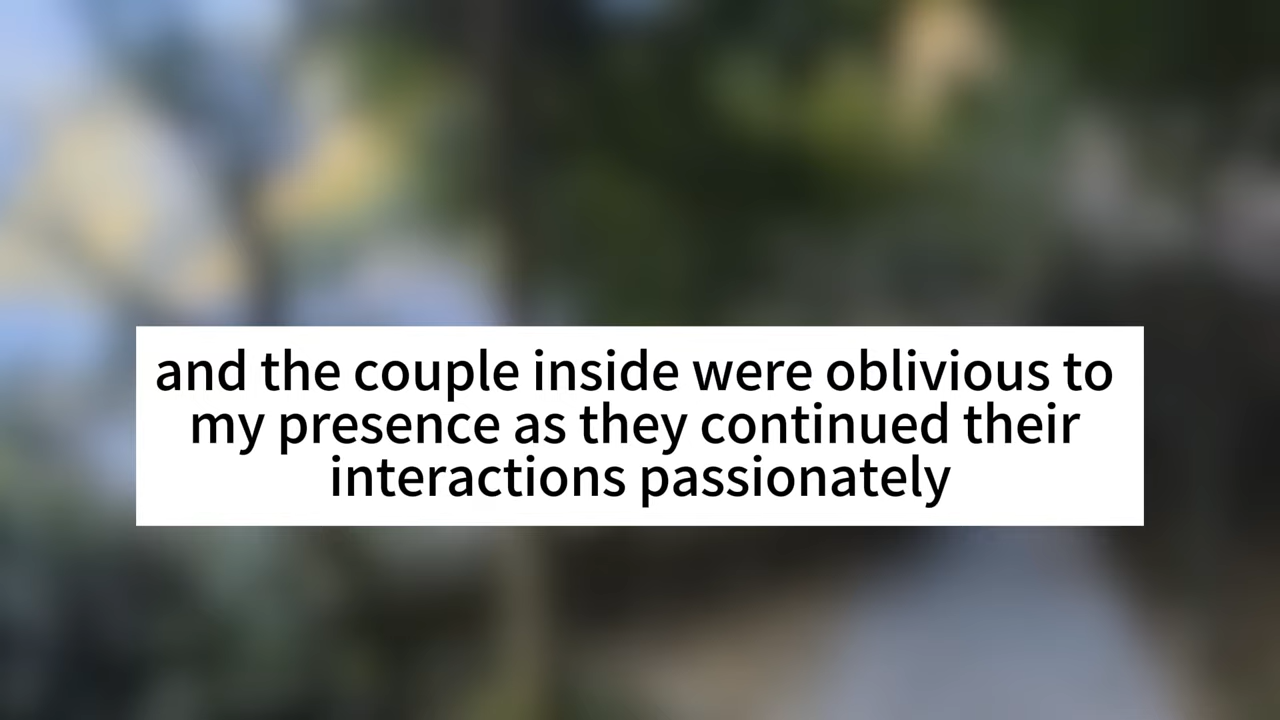 and the couple inside were oblivious to
my presence as they continued their
interactions passionately